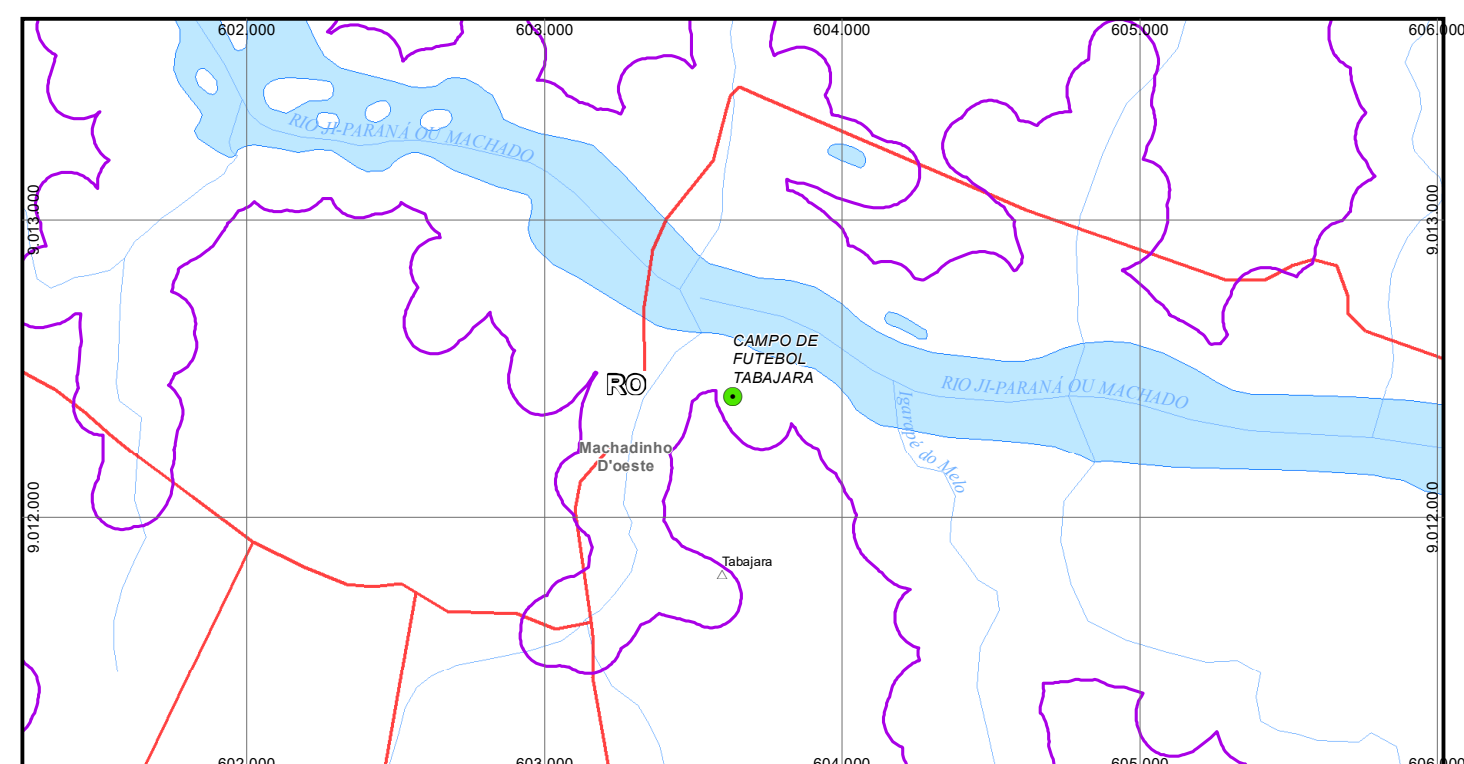 602.000
603.000
604.000
605.000
606.000
RIO JI-PARANÁ OU MACHADO
9.013.000
9.013.000
CAMPO DE
FUTEBOL
TABAJARA
RO
RIO JI-PARANÁ OU MACHADO
Igarapé do Melo
Machadinho
D'oeste
9.012.000
9.012.000
Tabajara
602.000
603.000
604.000
605.000
606.000